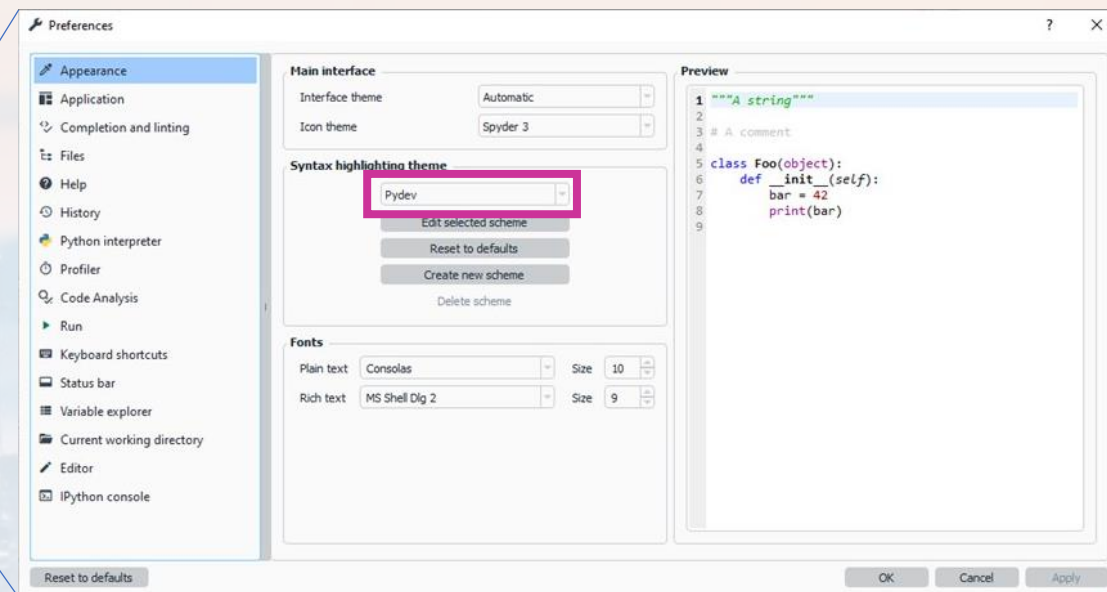 Preferences
?
Appearance
Application
Completion and linting
Files
Help
History
Python interpreter
Profiler
Code Analysis
Run
Keyboard shortcuts
Status bar
Variable explorer
Current working directory
Editor
IPython console
Main interface
Interface theme Automatic
Icon theme Spyder 3
Syntax highlighting theme
Pydev
Edit selected scheme
Reset to defaults
Create new scheme
Delete scheme
Fonts
Plain text Consolas Size 10
Rich text MS Shell Dlg 2 Size 9
Preview
1 """A string"""
2
3 # A comment
4
5 class Foo(object):
6     def __init__(self):
7         bar = 42
8         print(bar)
9
Reset to defaults
OK Cancel Apply